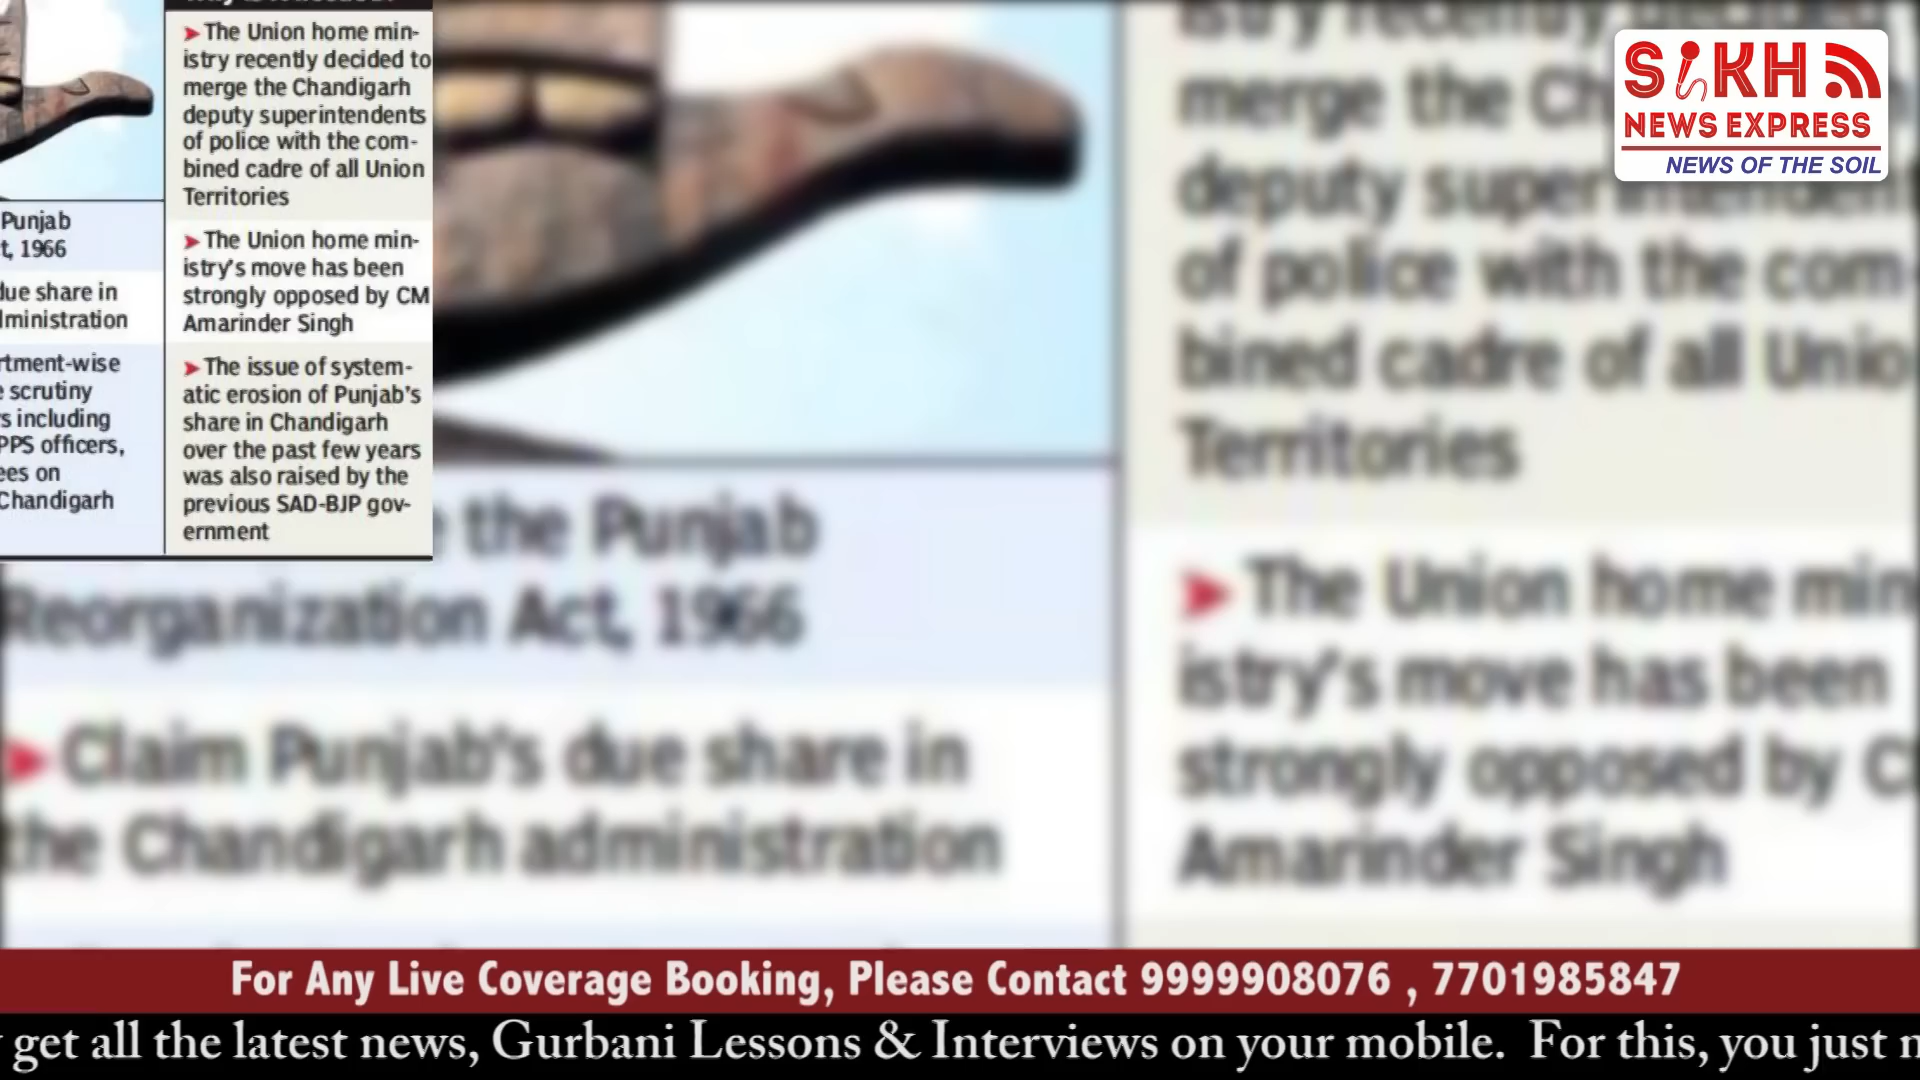 ➤The Union home min-
istry recently decided to
merge the Chandigarh
deputy superintendents
of police with the com-
bined cadre of all Union
Territories
➤The Union home min-
istry's move has been
strongly opposed by CM
Amarinder Singh
➤The issue of system-
atic erosion of Punjab's
share in Chandigarh
over the past few years
was also raised by the
previous SAD-BJP gov-
ernment
Punjab
t, 1966
due share in
ministration
rtment-wise
scrutiny
s including
PPS officers,
ees on
Chandigarh
the Punjab
Reorganization Act, 1966
➤Claim Punjab's due share in
the Chandigarh administration
istry recently
merge the Ch
deputy superintendent
of police with the com-
bined cadre of all Unio
Territories
➤The Union home min
istry's move has been
strongly opposed by C
Amarinder Singh
SiKH
NEWS EXPRESS
NEWS OF THE SOIL
For Any Live Coverage Booking, Please Contact 9999908076 , 7701985847
get all the latest news, Gurbani Lessons & Interviews on your mobile. For this, you just n